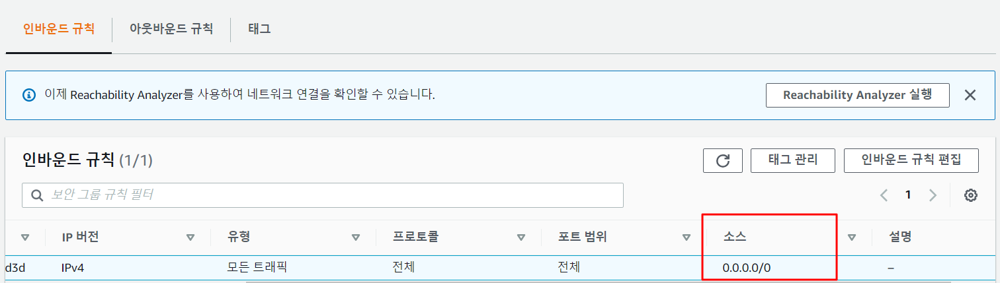 인바운드 규칙 아웃바운드 규칙 태그
이제 Reachability Analyzer를 사용하여 네트워크 연결을 확인할 수 있습니다. Reachability Analyzer 실행
인바운드 규칙 (1/1) 태그 관리 인바운드 규칙 편집
보안 그룹 규칙 필터 1
IP 버전 유형 프로토콜 포트 범위 소스 설명
d3d IPv4 모든 트래픽 전체 전체 0.0.0.0/0 –